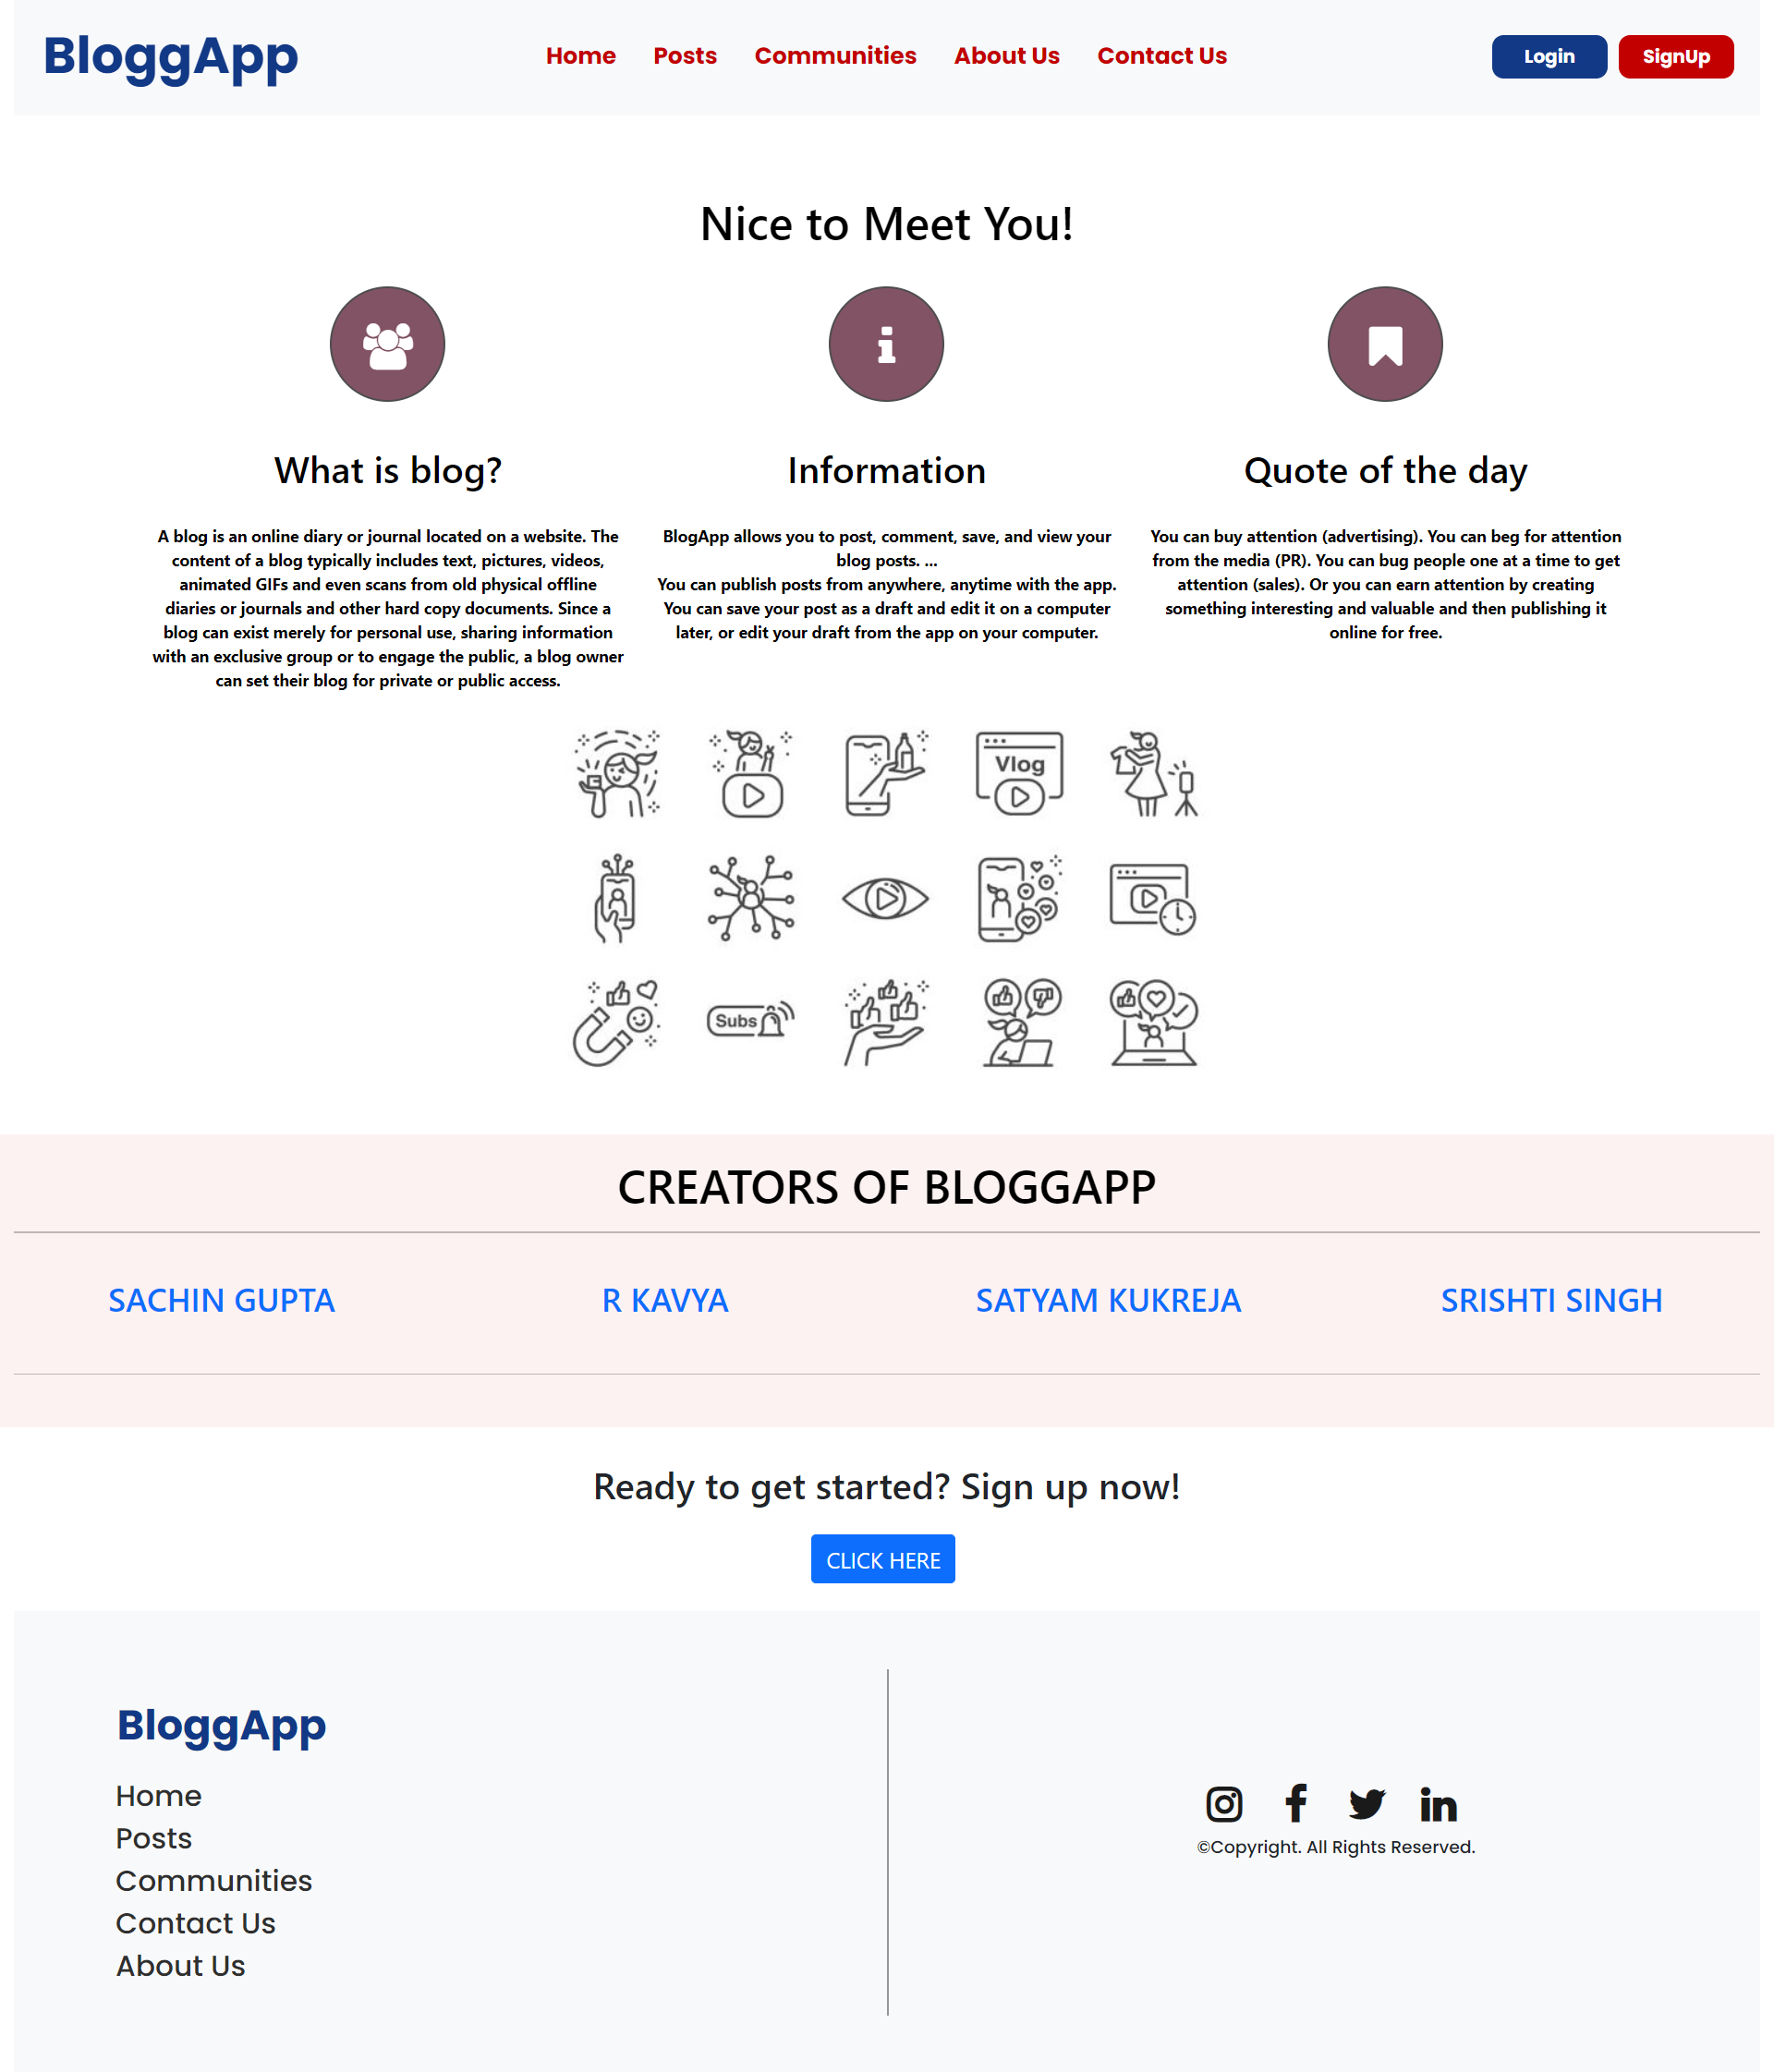 BloggApp
Home Posts Communities About Us Contact Us
Login SignUp
Nice to Meet You!
What is blog?
A blog is an online diary or journal located on a website. The
content of a blog typically includes text, pictures, videos,
animated GIFs and even scans from old physical offline
diaries or journals and other hard copy documents. Since a
blog can exist merely for personal use, sharing information
with an exclusive group or to engage the public, a blog owner
can set their blog for private or public access.
Information
BlogApp allows you to post, comment, save, and view your
blog posts. ...
You can publish posts from anywhere, anytime with the app.
You can save your post as a draft and edit it on a computer
later, or edit your draft from the app on your computer.
Quote of the day
You can buy attention (advertising). You can beg for attention
from the media (PR). You can bug people one at a time to get
attention (sales). Or you can earn attention by creating
something interesting and valuable and then publishing it
online for free.
Vlog
Subs
CREATORS OF BLOGGAPP
SACHIN GUPTA
R KAVYA
SATYAM KUKREJA
SRISHTI SINGH
Ready to get started? Sign up now!
CLICK HERE
BloggApp
Home
Posts
Communities
Contact Us
About Us
©Copyright. All Rights Reserved.